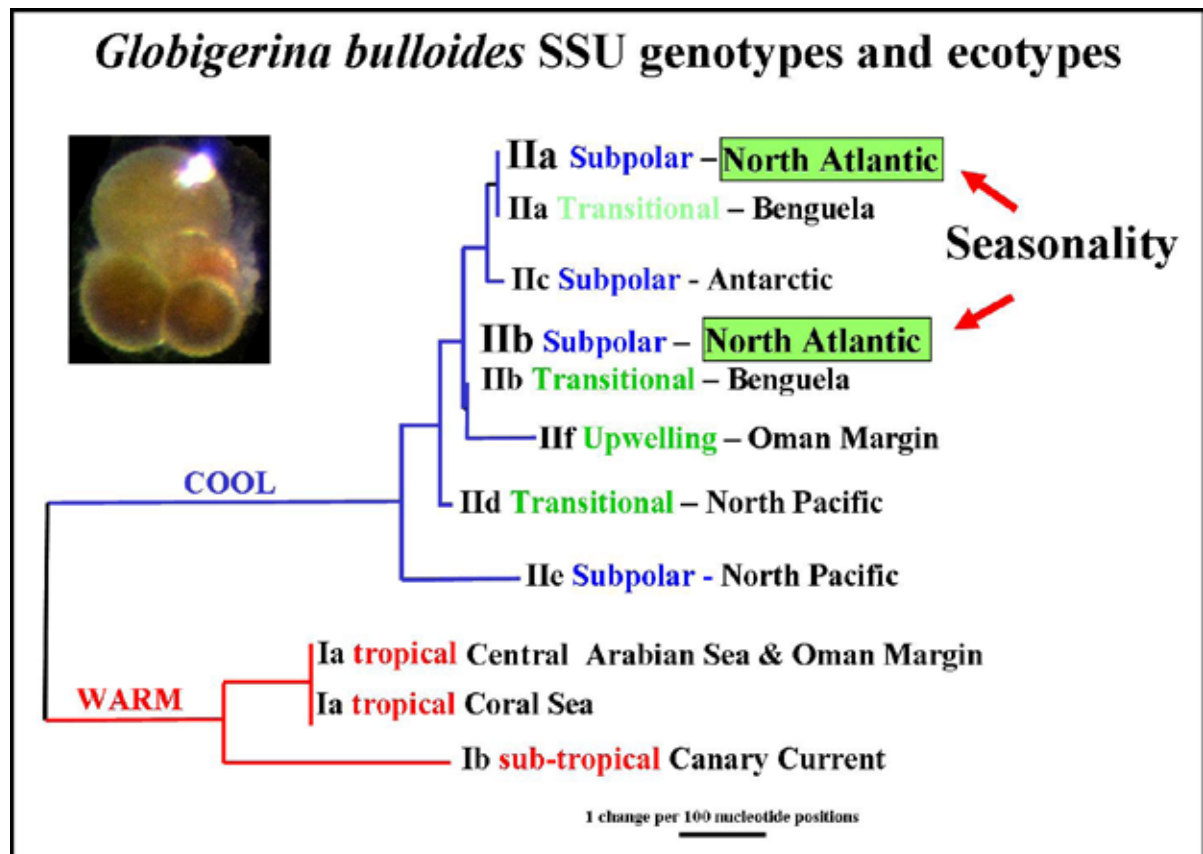 Globigerina bulloides SSU genotypes and ecotypes
IIa Subpolar – North Atlantic
IIa Transitional – Benguela
Seasonality
IIc Subpolar - Antarctic
IIb Subpolar – North Atlantic
IIb Transitional – Benguela
IIf Upwelling – Oman Margin
COOL
IId Transitional – North Pacific
IIe Subpolar - North Pacific
Ia tropical Central Arabian Sea & Oman Margin
WARM
Ia tropical Coral Sea
Ib sub-tropical Canary Current
1 change per 100 nucleotide positions